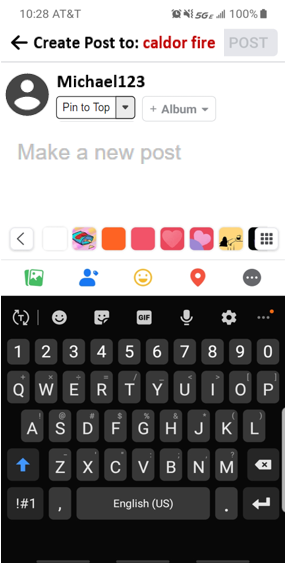 10:28 AT&T 5GE 100%
Create Post to: caldor fire POST
Michael123
Pin to Top + Album
Make a new post
GIF
1 2 3 4 5 6 7 8 9 0
Q W E R T Y U I O P
A S D F G H J K L
Z X C V B N M
!#1 , English (US) .